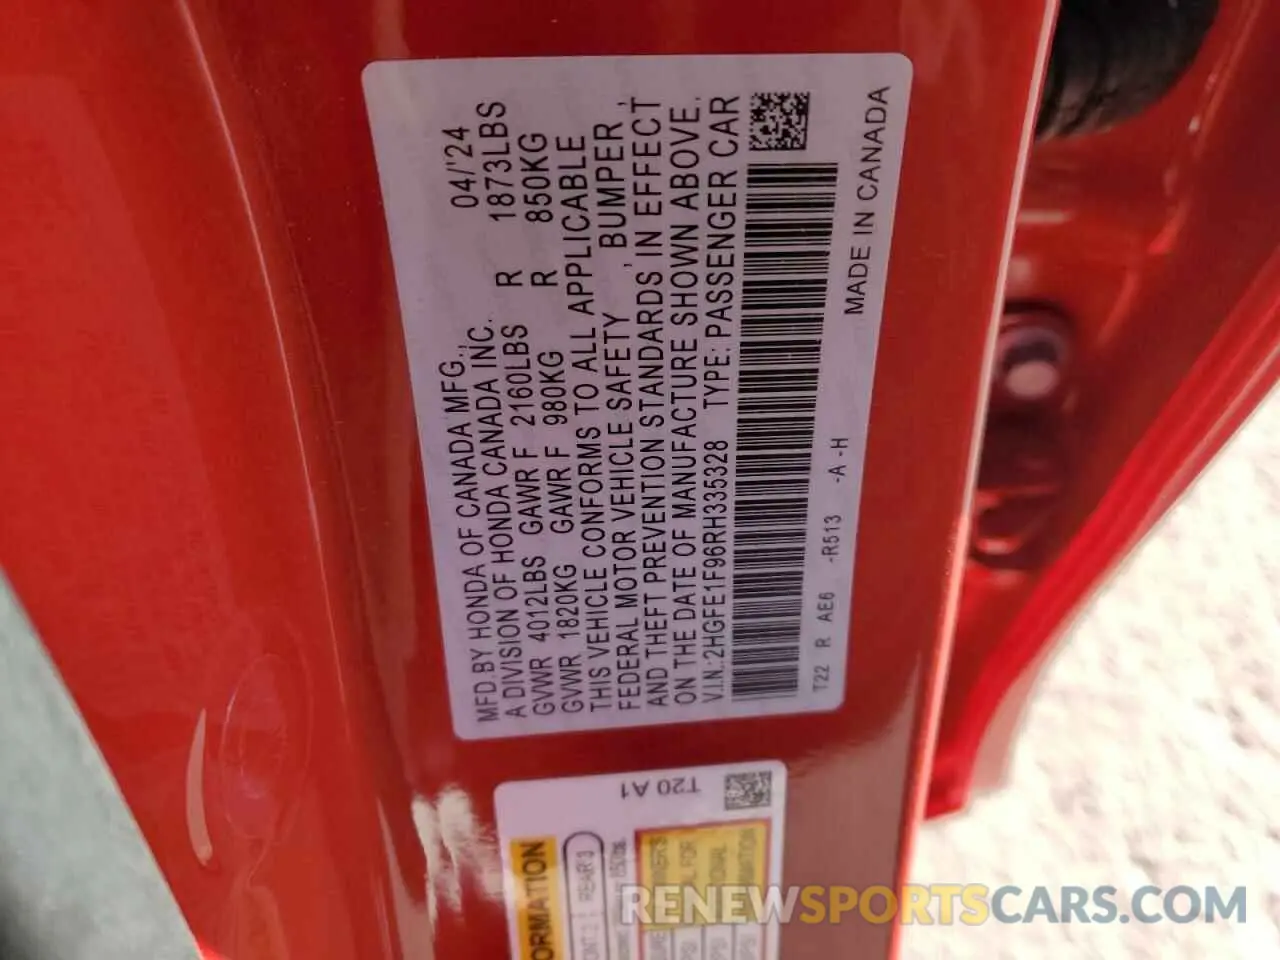 MFD.BY HONDA OF CANADA MFG., 04/'24
A DIVISION OF HONDA CANADA INC.
GVWR 4012LBS GAWR F 2160LBS R 1873LBS
GVWR 1820KG GAWR F 980KG R 850KG
THIS VEHICLE CONFORMS TO ALL APPLICABLE
FEDERAL MOTOR VEHICLE SAFETY , BUMPER ,
AND THEFT PREVENTION STANDARDS IN EFFECT
ON THE DATE OF MANUFACTURE SHOWN ABOVE.
V.I.N.:2HGFE1F96RH335328 TYPE: PASSENGER CAR
T22 R AE6 -R513 -A -H MADE IN CANADA
T20 A1
ORMATION
REAR 3
RENEWSPORTSCARS.COM